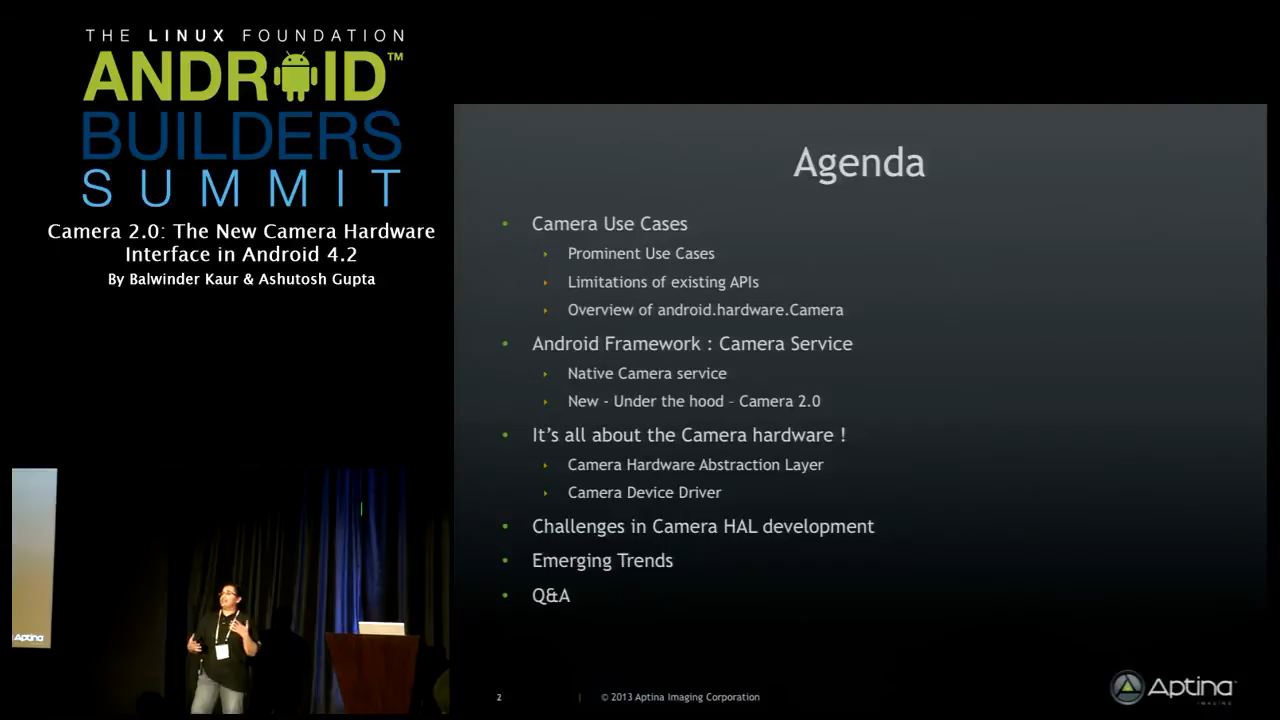 THE LINUX FOUNDATION
ANDROID™
BUILDERS
SUMMIT
Camera 2.0: The New Camera Hardware
Interface in Android 4.2
By Balwinder Kaur & Ashutosh Gupta
Agenda
• Camera Use Cases
‣ Prominent Use Cases
‣ Limitations of existing APIs
‣ Overview of android.hardware.Camera
• Android Framework : Camera Service
‣ Native Camera service
‣ New - Under the hood – Camera 2.0
• It’s all about the Camera hardware !
‣ Camera Hardware Abstraction Layer
‣ Camera Device Driver
• Challenges in Camera HAL development
• Emerging Trends
• Q&A
2 | © 2013 Aptina Imaging Corporation
Aptina
IMAGING
Aptina